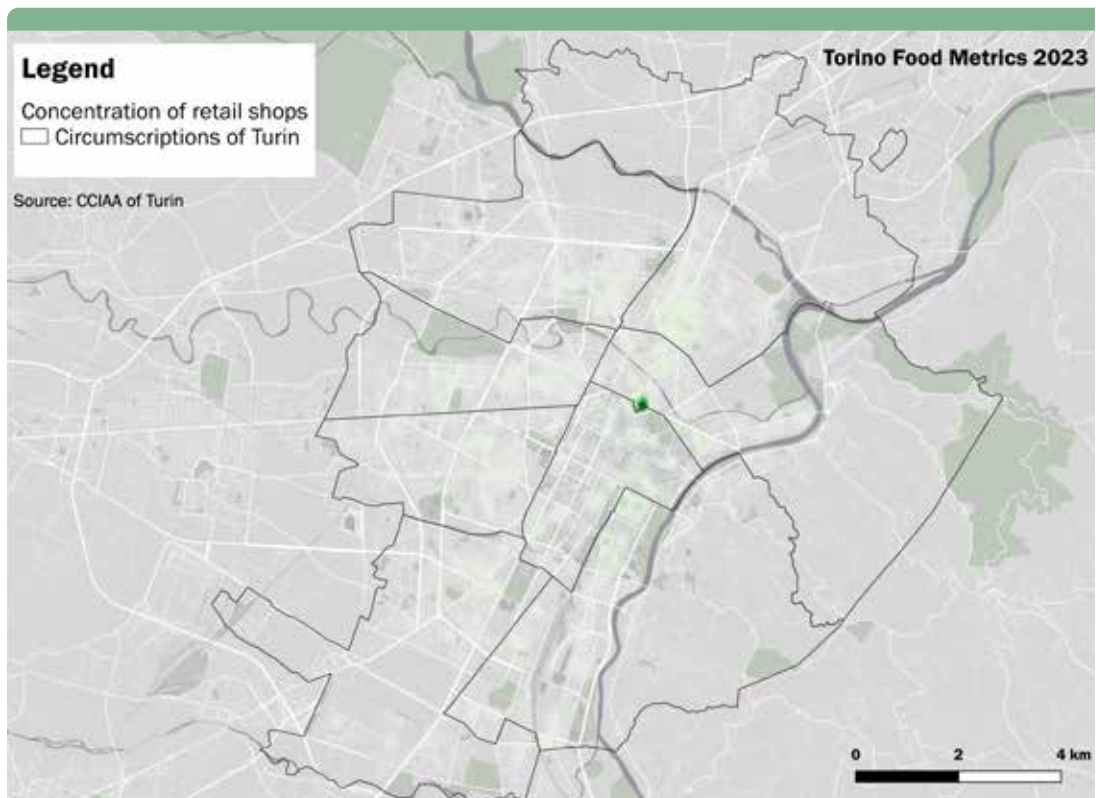 Torino Food Metrics 2023
Legend
Concentration of retail shops
Circumscriptions of Turin
Source: CCIAA of Turin
0 2 4 km